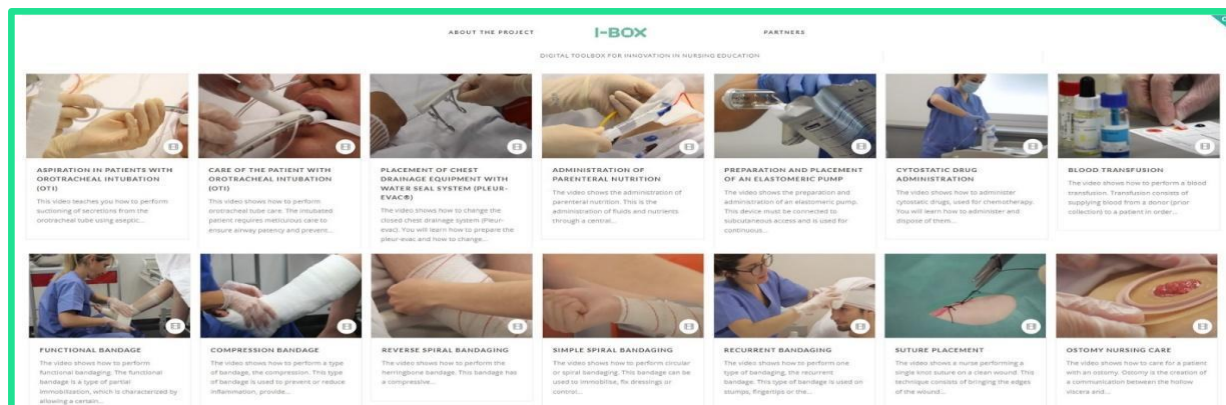 ABOUT THE PROJECT
I-BOX
PARTNERS
DIGITAL TOOLBOX FOR INNOVATION IN NURSING EDUCATION
ASPIRATION IN PATIENTS WITH
OROTRACHEAL INTUBATION
(OTI)
This video teaches you how to perform
suctioning of secretions from the
orotracheal tube using aseptic...
CARE OF THE PATIENT WITH
OROTRACHEAL INTUBATION
(OTI)
This video shows how to perform
orotracheal tube care. The intubated
patient requires meticulous care to
ensure airway patency and prevent...
PLACEMENT OF CHEST
DRAINAGE EQUIPMENT WITH
WATER SEAL SYSTEM (PLEUR-
EVAC®)
The video shows how to change the
closed chest drainage system (Pleur-
evac). You will learn how to prepare the
pleur-evac and how to change...
ADMINISTRATION OF
PARENTERAL NUTRITION
The video shows the administration of
parenteral nutrition. This is the
administration of fluids and nutrients
through a central...
PREPARATION AND PLACEMENT
OF AN ELASTOMERIC PUMP
The video shows the preparation and
administration of an elastomeric pump.
This device must be connected to
subcutaneous access and is used for
continuous...
CYTOSTATIC DRUG
ADMINISTRATION
The video shows how to administer
cytostatic drugs, used for chemotherapy.
You will learn how to administer and
dispose of them...
BLOOD TRANSFUSION
The video shows how to perform a blood
transfusion. Transfusion consists of
supplying blood from a donor (prior
collection) to a patient in order...
FUNCTIONAL BANDAGE
The video shows how to perform
functional bandaging. The functional
bandage is a type of partial
immobilization, which is characterized by
allowing a certain...
COMPRESSION BANDAGE
The video shows how to perform a type
of bandage, the compression. This type
of bandage is used to prevent or reduce
inflammation, provide...
REVERSE SPIRAL BANDAGING
The video shows how to perform the
herringbone bandage. This bandage has
a compressive...
SIMPLE SPIRAL BANDAGING
The video shows how to perform circular
or spiral bandaging. This bandage can be
used to immobilise, fix dressings or
control...
RECURRENT BANDAGING
The video shows how to perform one
type of bandaging, the recurrent
bandage. This type of bandage is used on
stumps, fingertips or the...
SUTURE PLACEMENT
The video shows a nurse performing a
single knot suture on a clean wound. This
technique consists of bringing the edges
of the wound...
OSTOMY NURSING CARE
The video shows how to care for a patient
with an ostomy. Ostomy is the creation of
a communication between the hollow
viscera and...